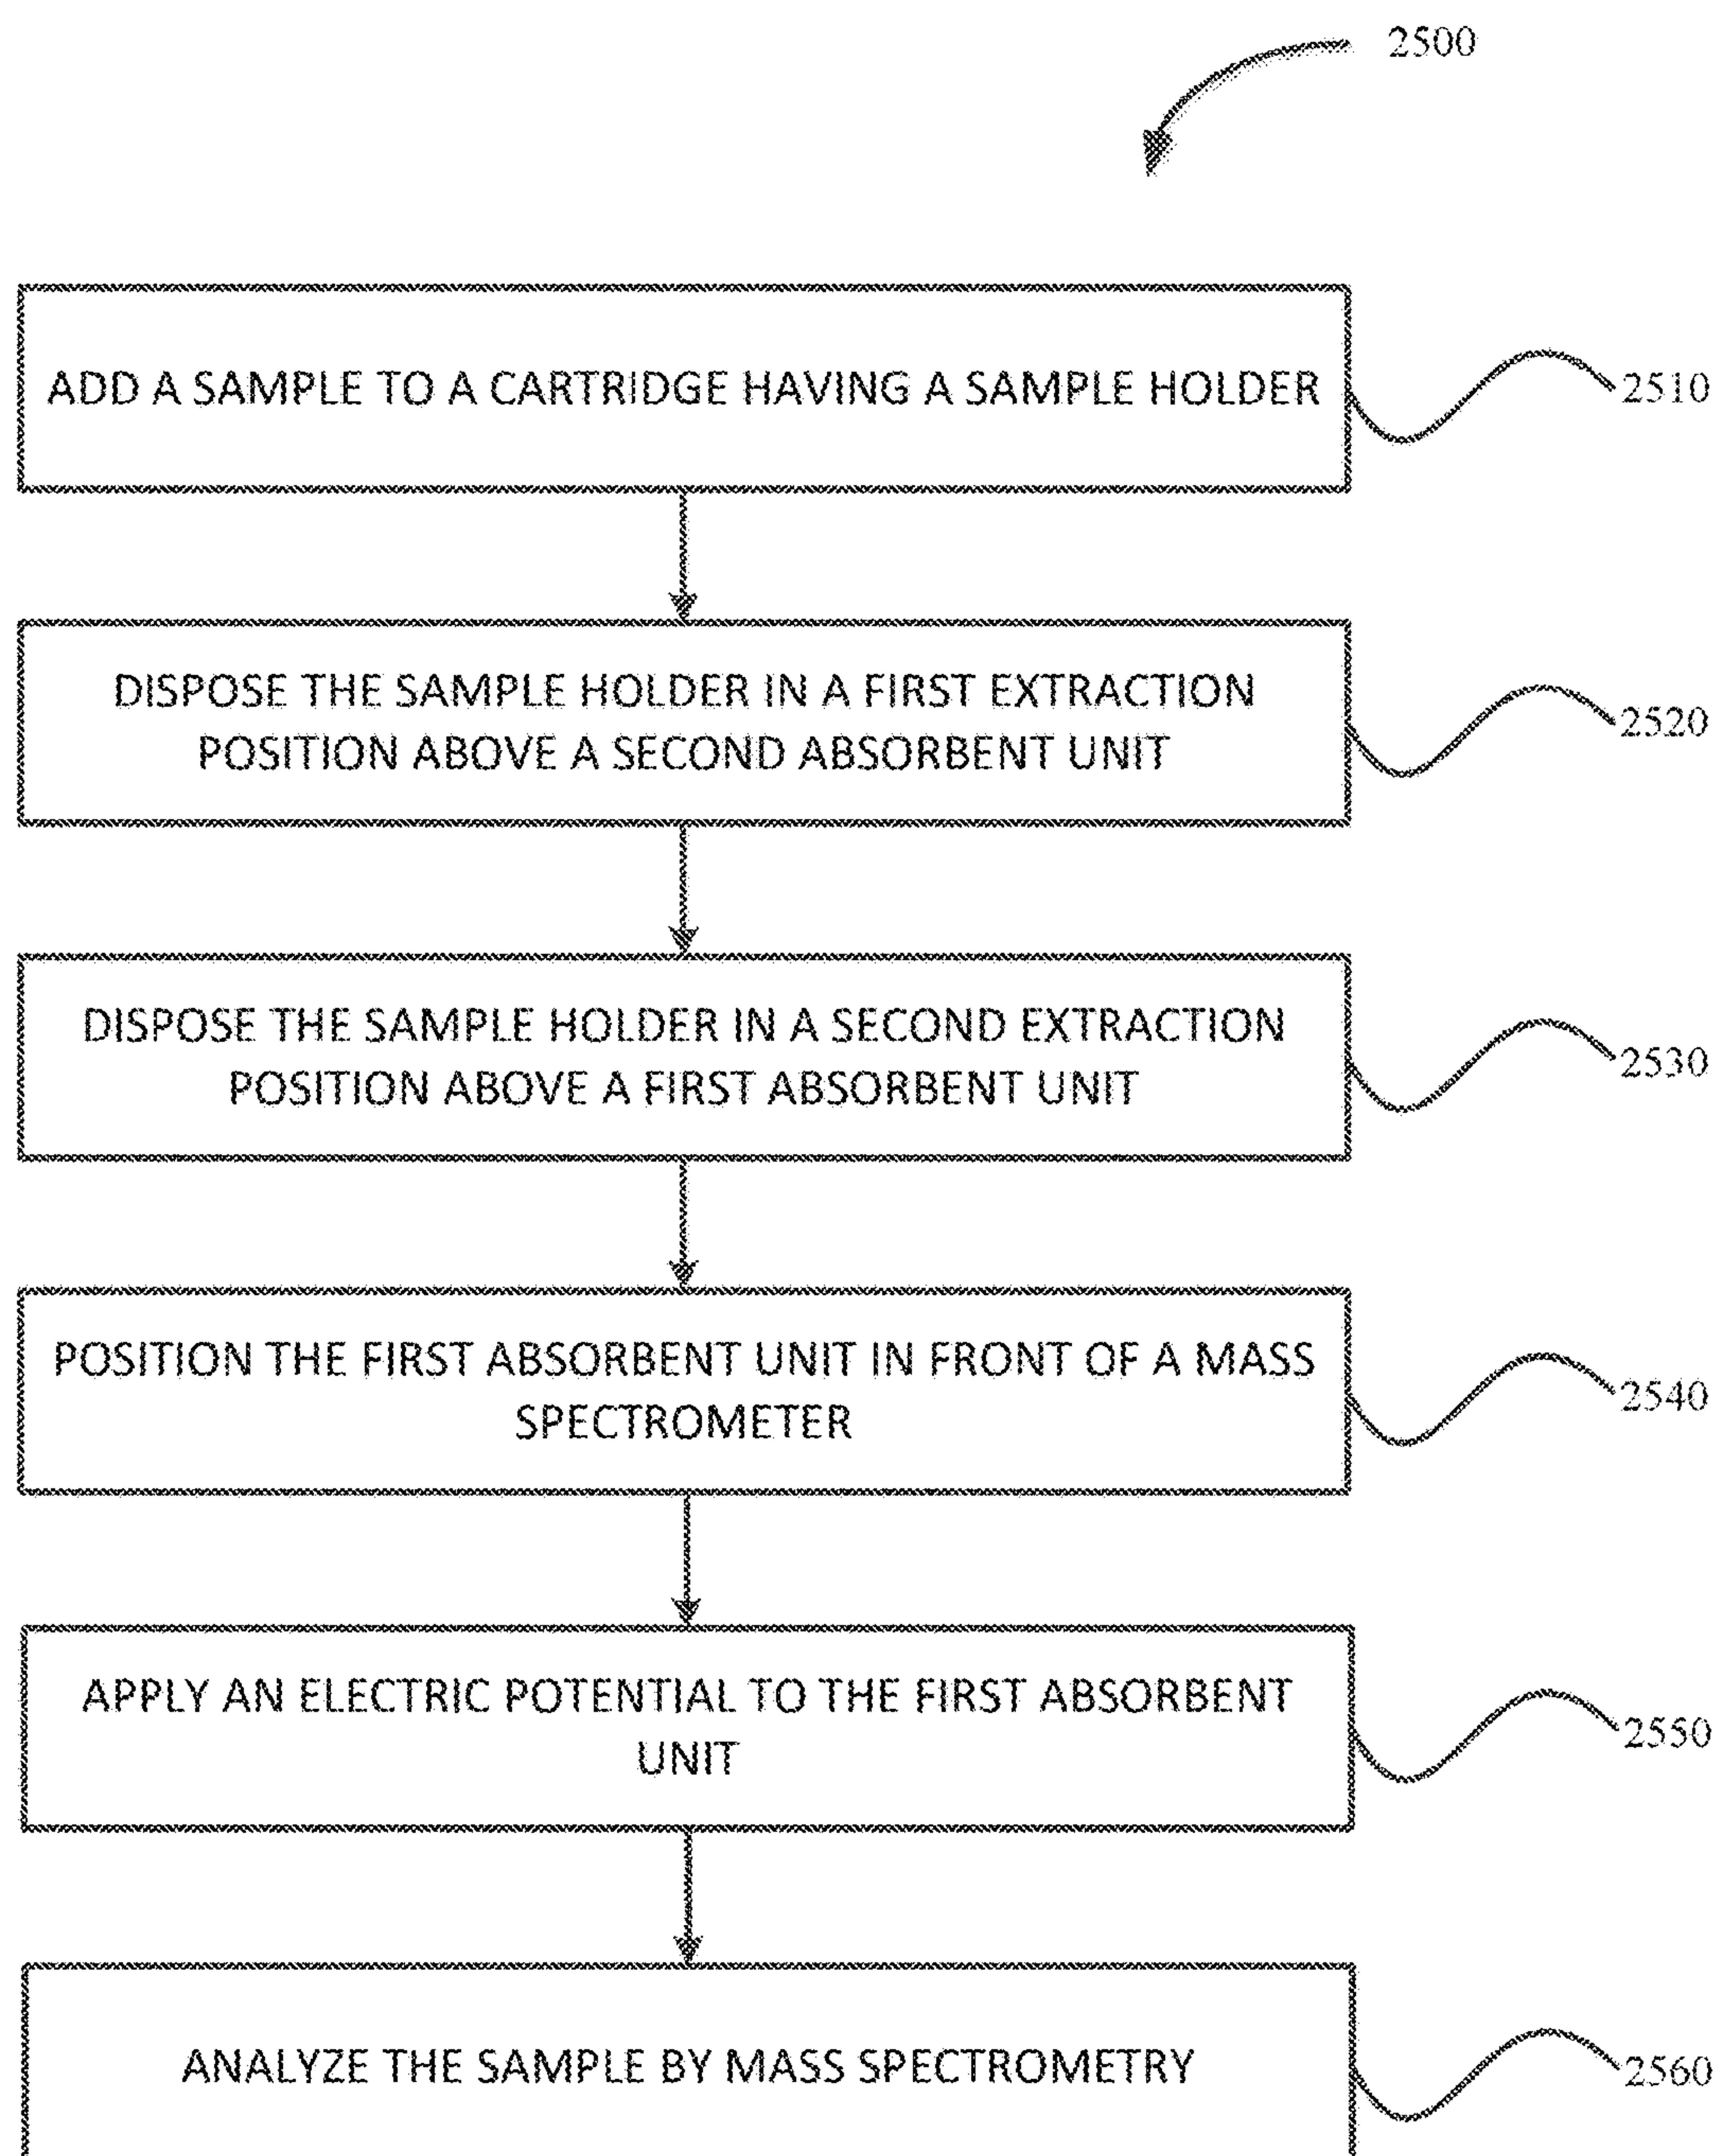 2500
ADD A SAMPLE TO A CARTRIDGE HAVING A SAMPLE HOLDER
2510
DISPOSE THE SAMPLE HOLDER IN A FIRST EXTRACTION
POSITION ABOVE A SECOND ABSORBENT UNIT
2520
DISPOSE THE SAMPLE HOLDER IN A SECOND EXTRACTION
POSITION ABOVE A FIRST ABSORBENT UNIT
2530
POSITION THE FIRST ABSORBENT UNIT IN FRONT OF A MASS
SPECTROMETER
2540
APPLY AN ELECTRIC POTENTIAL TO THE FIRST ABSORBENT
UNIT
2550
ANALYZE THE SAMPLE BY MASS SPECTROMETRY
2560